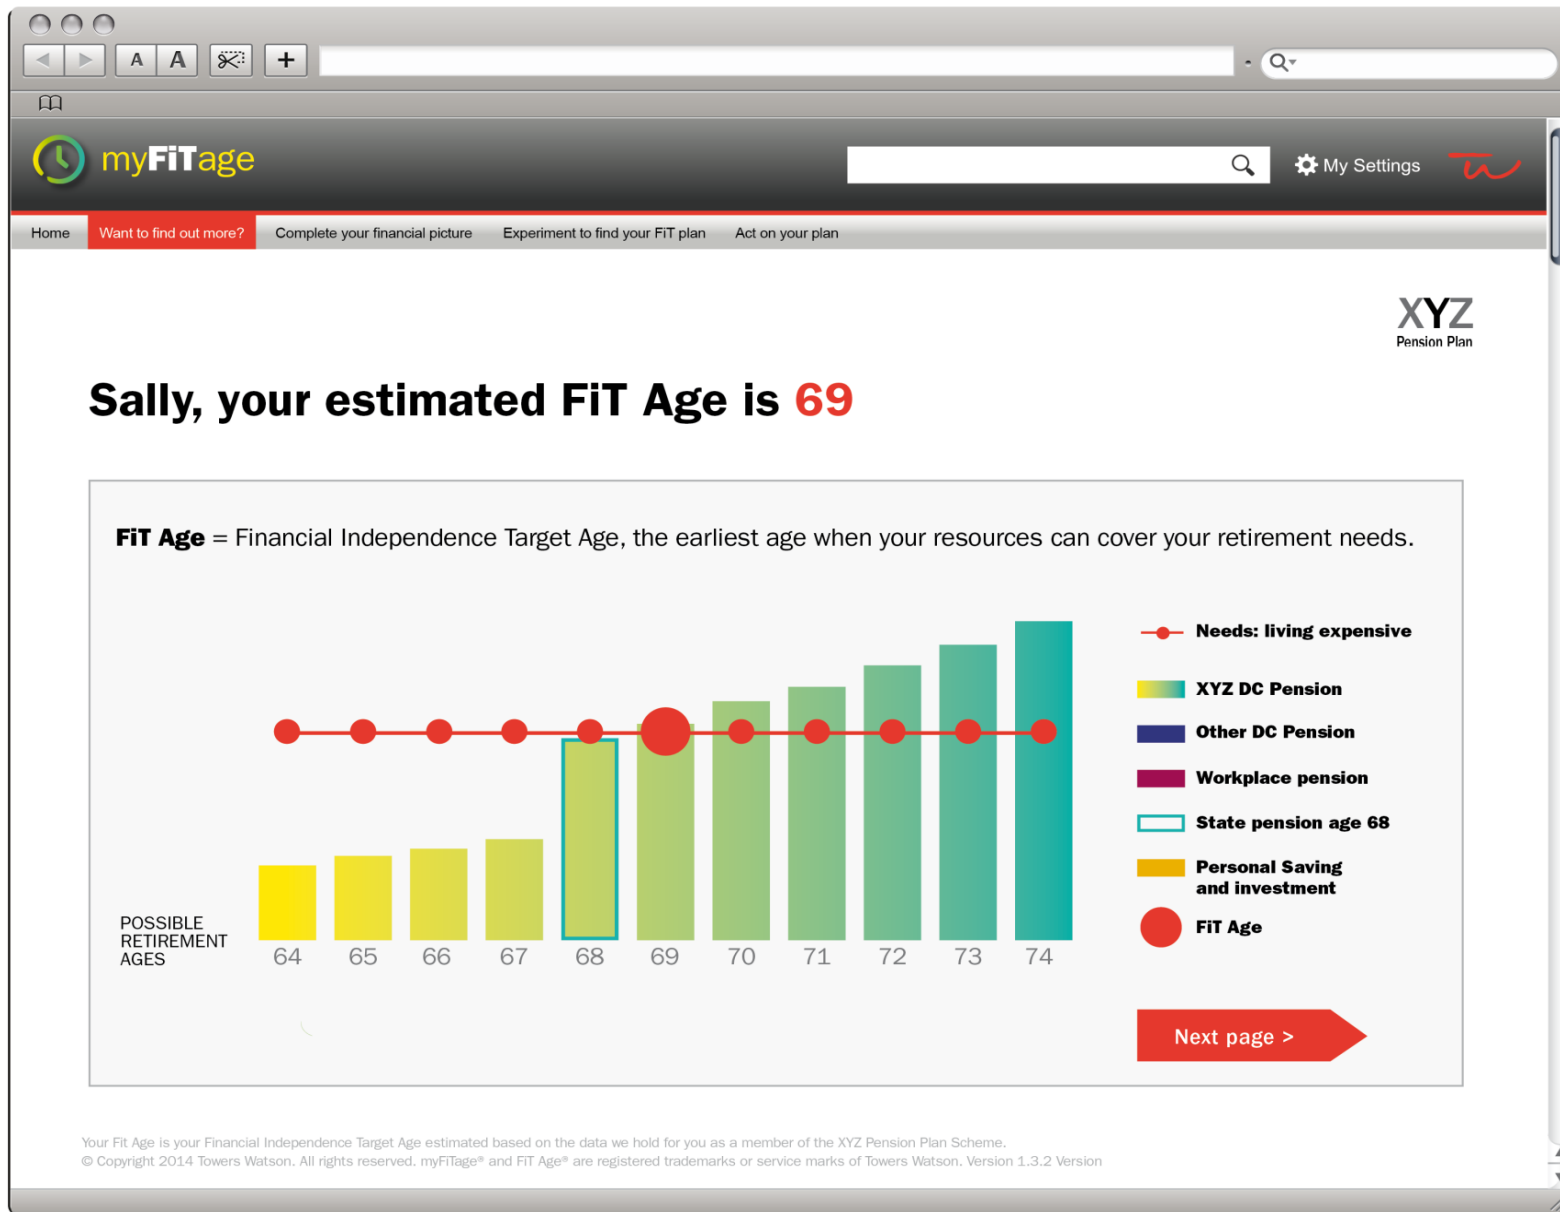 A A +
myFiTage
My Settings
Home Want to find out more? Complete your financial picture Experiment to find your FiT plan Act on your plan
XYZ
Pension Plan
Sally, your estimated FiT Age is 69
FiT Age = Financial Independence Target Age, the earliest age when your resources can cover your retirement needs.
Needs: living expensive
XYZ DC Pension
Other DC Pension
Workplace pension
State pension age 68
Personal Saving
and investment
FiT Age
POSSIBLE
RETIREMENT
AGES
64 65 66 67 68 69 70 71 72 73 74
Next page >
Your Fit Age is your Financial Independence Target Age estimated based on the data we hold for you as a member of the XYZ Pension Plan Scheme.
© Copyright 2014 Towers Watson. All rights reserved. myFiTage® and FiT Age® are registered trademarks or service marks of Towers Watson. Version 1.3.2 Version